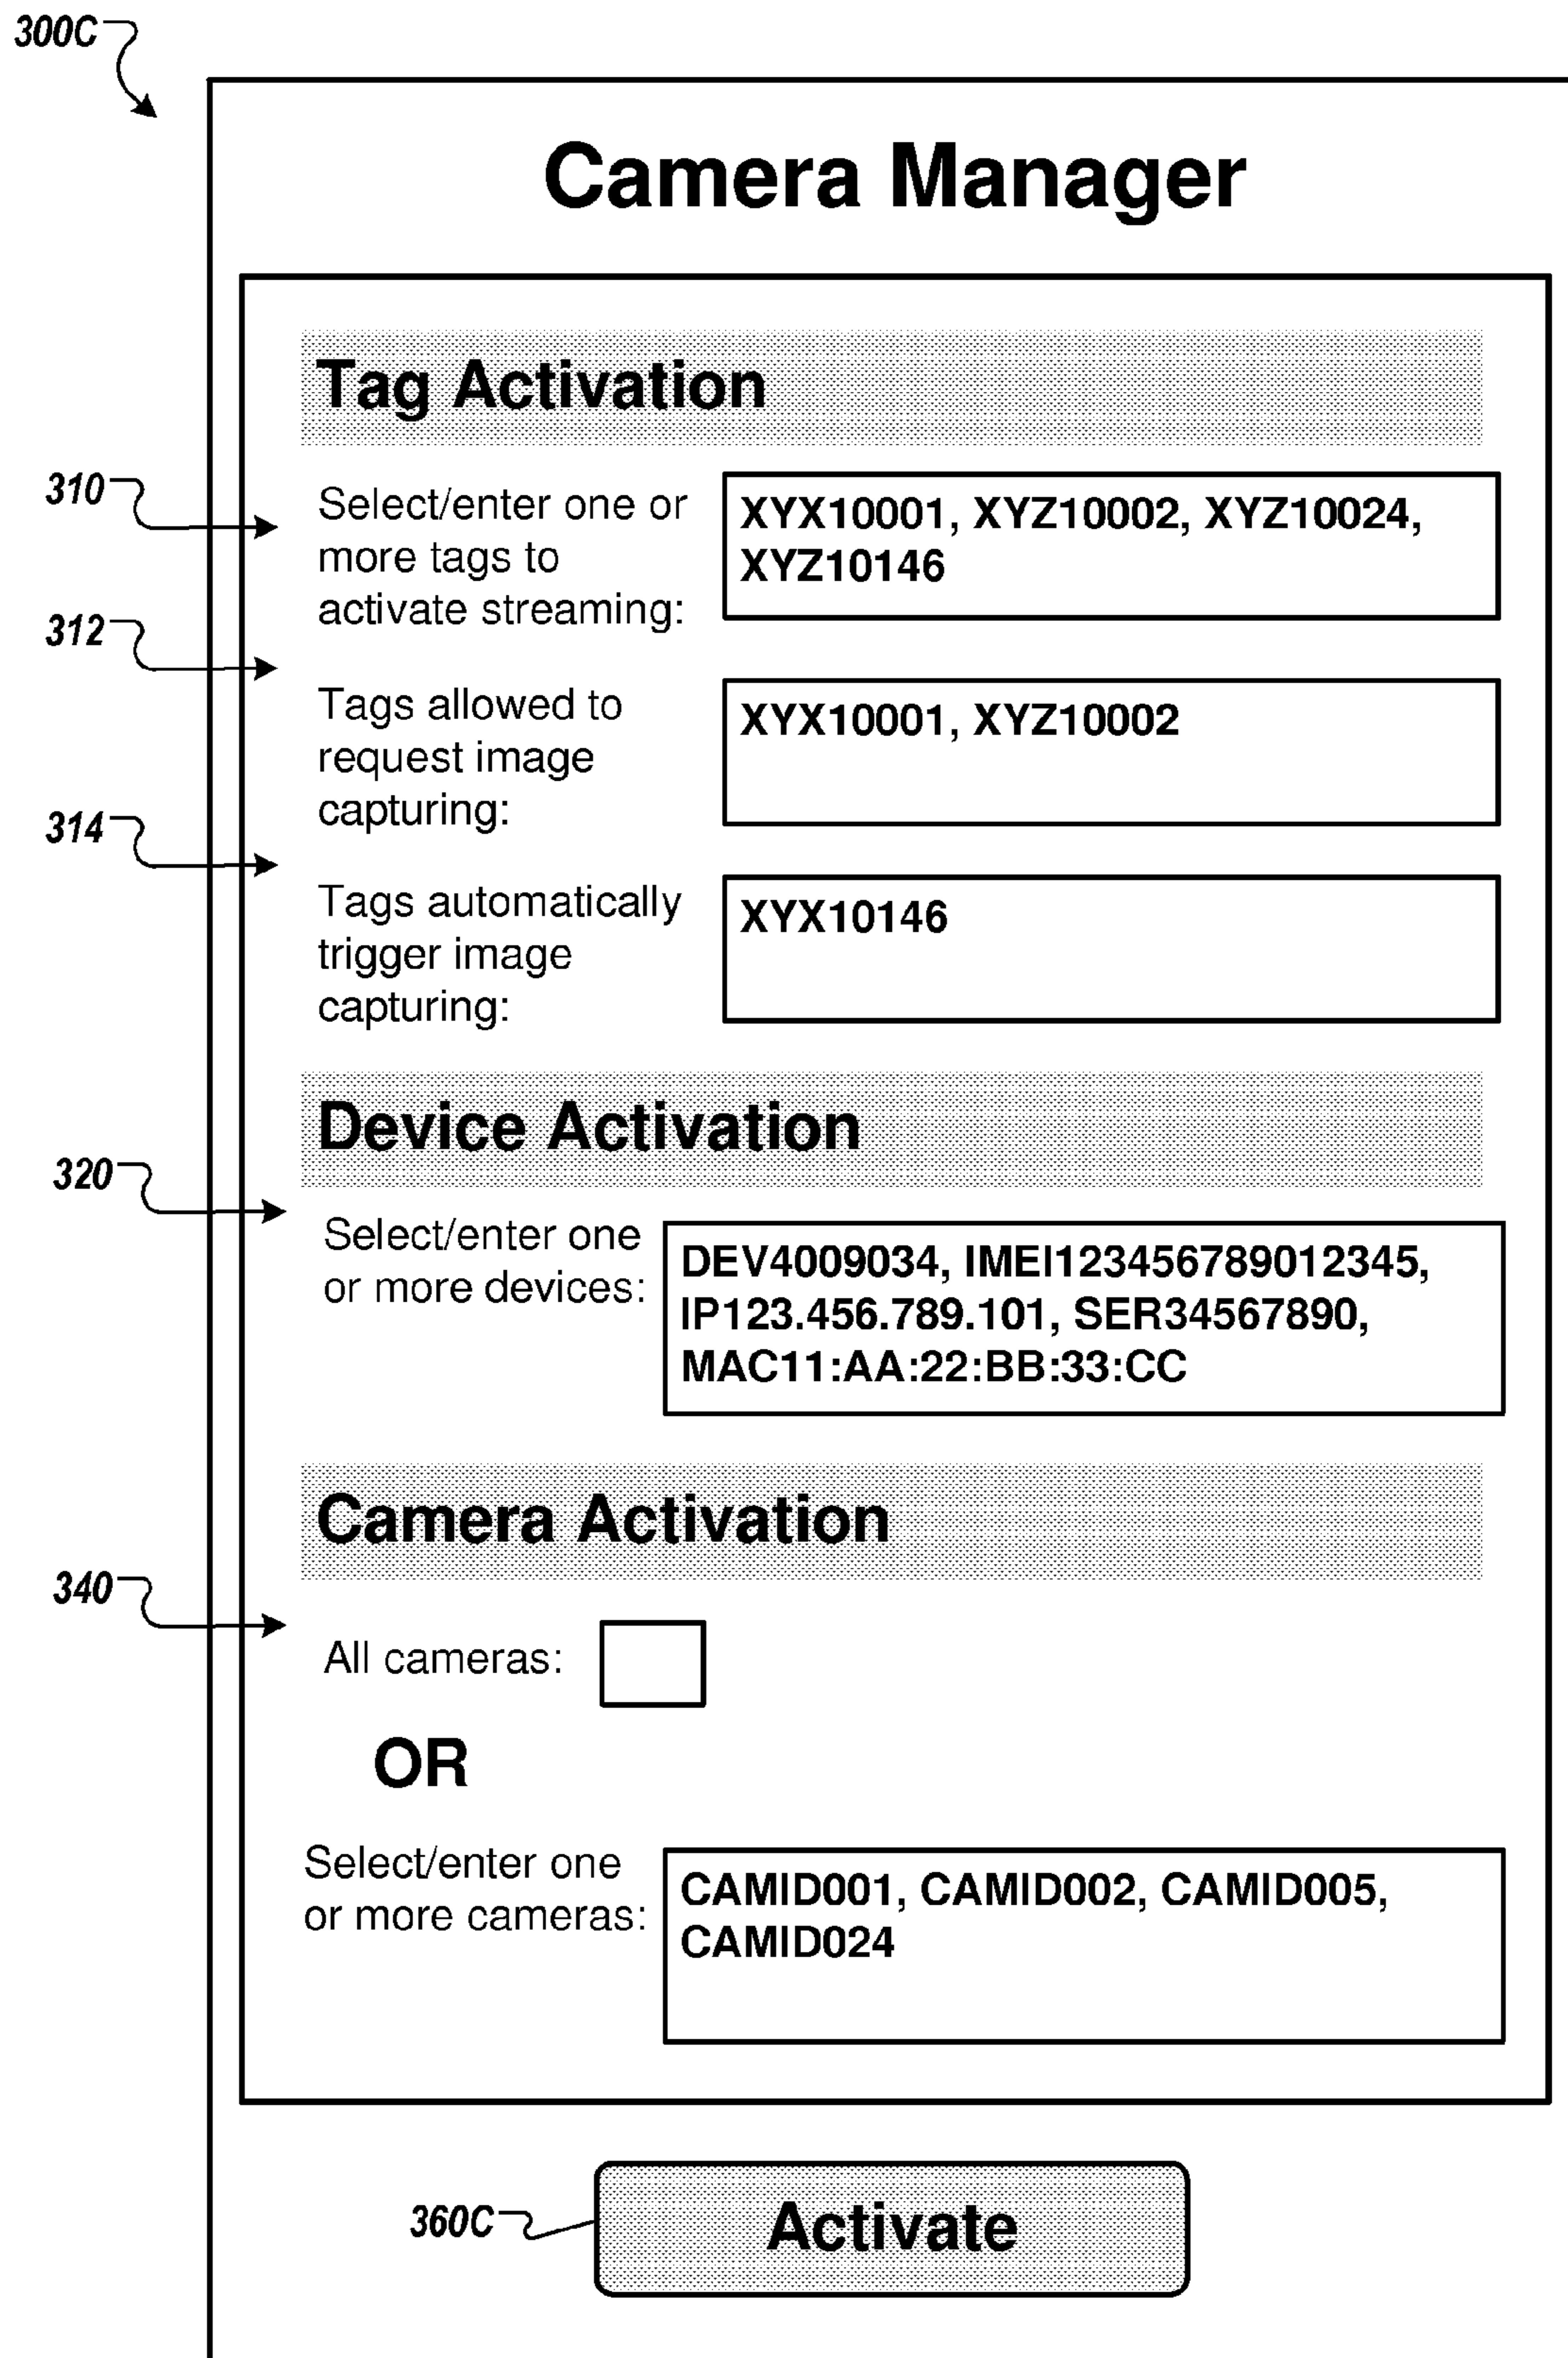 300C
Camera Manager
Tag Activation
310
Select/enter one or
more tags to
activate streaming:
XYX10001, XYZ10002, XYZ10024,
XYZ10146
312
Tags allowed to
request image
capturing:
XYX10001, XYZ10002
314
Tags automatically
trigger image
capturing:
XYX10146
Device Activation
320
Select/enter one
or more devices:
DEV4009034, IMEI123456789012345,
IP123.456.789.101, SER34567890,
MAC11:AA:22:BB:33:CC
Camera Activation
340
All cameras:
OR
Select/enter one
or more cameras:
CAMID001, CAMID002, CAMID005,
CAMID024
360C
Activate